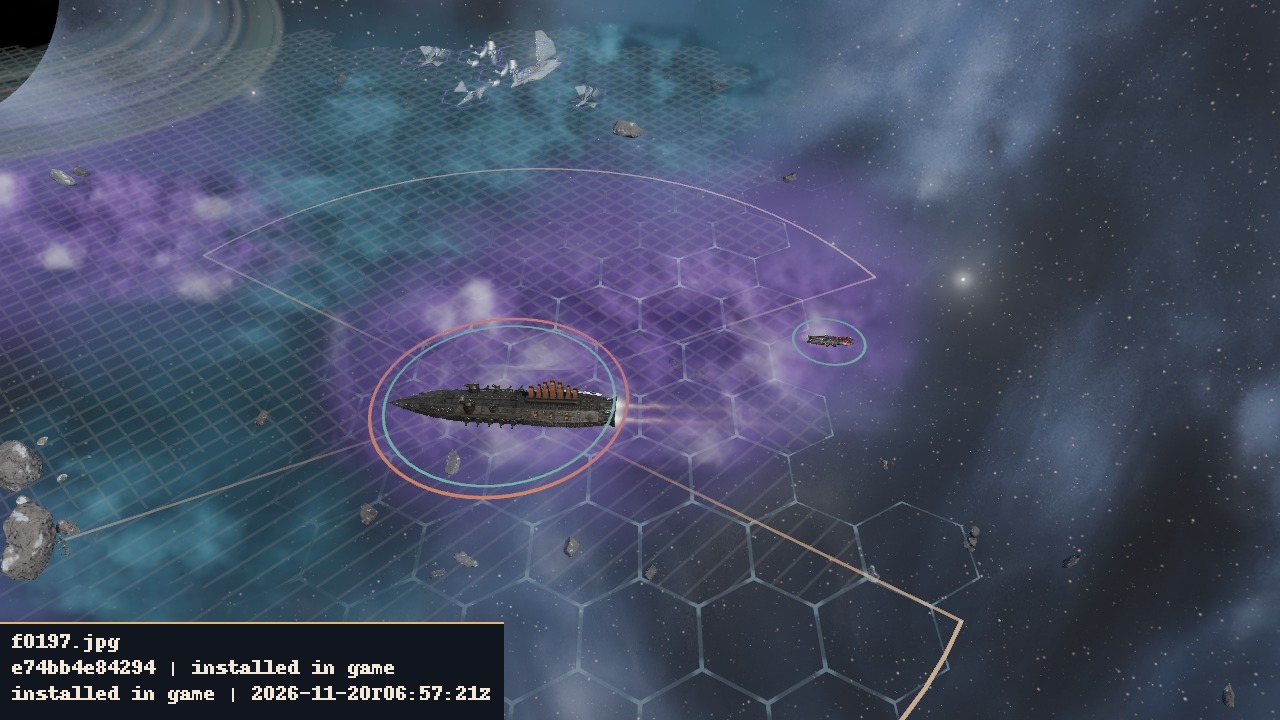 f0197.jpg
e74bb4e84294 | installed in game
installed in game | 2026-11-20T06:57:21Z